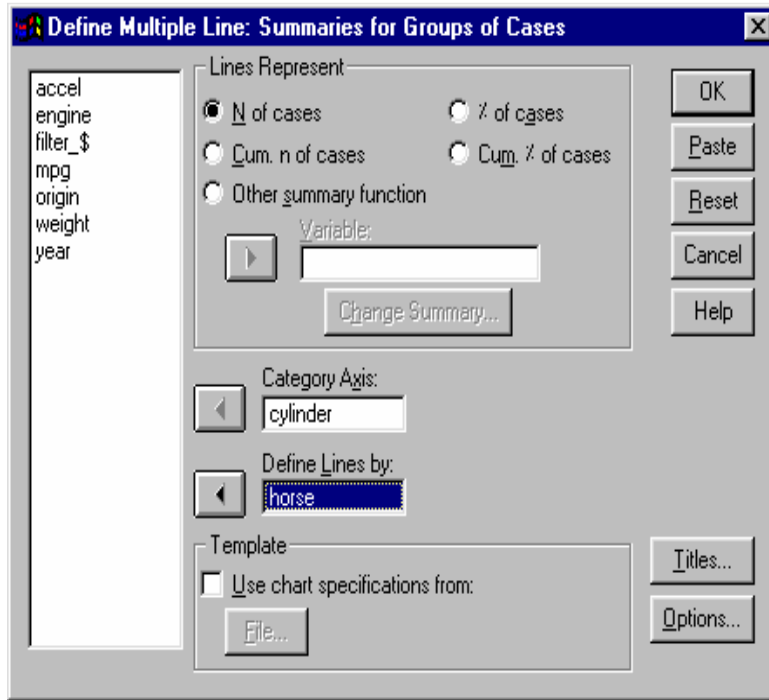 Define Multiple Line: Summaries for Groups of Cases
accel
engine
filter_$
mpg
origin
weight
year
Lines Represent
N of cases
% of cases
Cum. n of cases
Cum. % of cases
Other summary function
Variable:
Change Summary...
Category Axis:
cylinder
Define Lines by:
horse
Template
Use chart specifications from:
File...
OK
Paste
Reset
Cancel
Help
Titles...
Options...